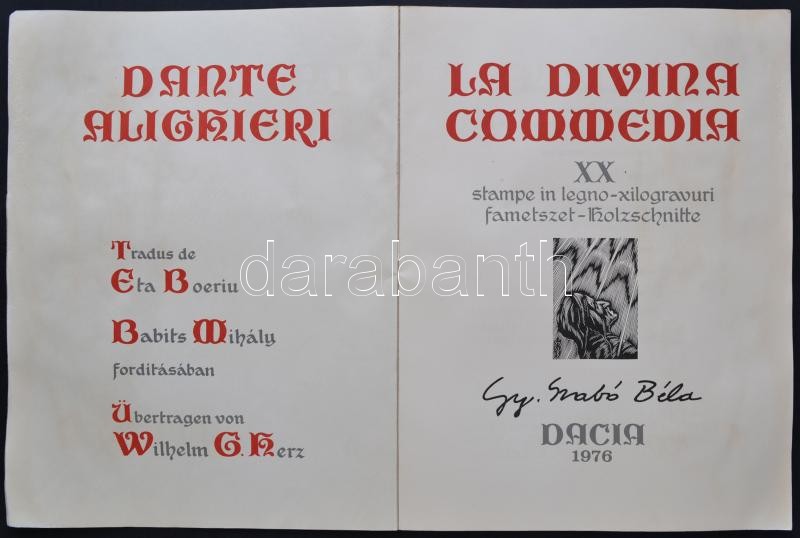 DANTE
ALIGHIERI
Tradus de
Eta Boeriu
Babits Mihály
fordításában
Übertragen von
Wilhelm G. Herz
LA DIVINA
COMMEDIA
XX
stampe in legno-xilogravuri
fametszet-Holzschnitte
Gy. Szabó Béla
DACIA
1976
darabanth